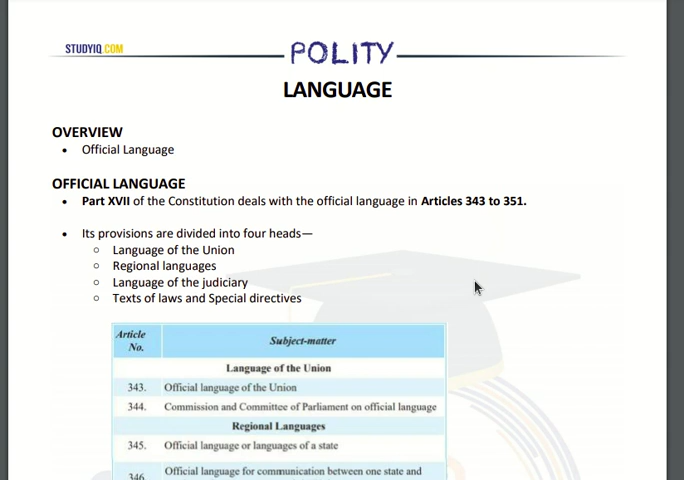 STUDYIQ.COM
POLITY
LANGUAGE
OVERVIEW
• Official Language
OFFICIAL LANGUAGE
• Part XVII of the Constitution deals with the official language in Articles 343 to 351.
• Its provisions are divided into four heads—
○ Language of the Union
○ Regional languages
○ Language of the judiciary
○ Texts of laws and Special directives
Article No. Subject-matter
Language of the Union
343. Official language of the Union
344. Commission and Committee of Parliament on official language
Regional Languages
345. Official language or languages of a state
346. Official language for communication between one state and